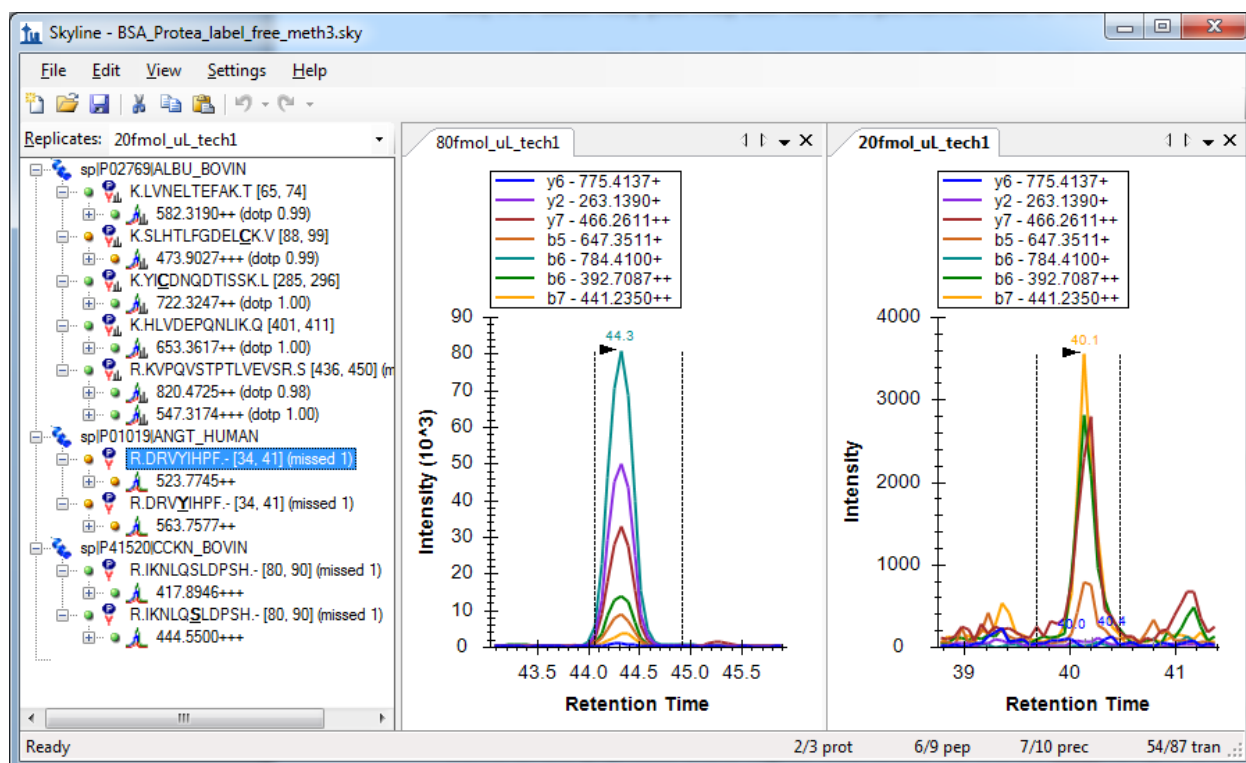 Skyline - BSA_Protea_label_free_meth3.sky
File Edit View Settings Help
Replicates: 20fmol_uL_tech1
sp|P02769|ALBU_BOVIN
K.LVNELTEFAK.T [65, 74]
582.3190++ (dotp 0.99)
K.SLHTLFGDELCK.V [88, 99]
473.9027+++ (dotp 0.99)
K.YICDNQDTISSK.L [285, 296]
722.3247++ (dotp 1.00)
K.HLVDEPQNLIK.Q [401, 411]
653.3617++ (dotp 1.00)
R.KVPQVSTPTLVEVSR.S [436, 450] (m
820.4725++ (dotp 0.98)
547.3174+++ (dotp 1.00)
sp|P01019|ANGT_HUMAN
R.DRVYIHPF.- [34, 41] (missed 1)
523.7745++
R.DRVYIHPF.- [34, 41] (missed 1)
563.7577++
sp|P41520|CCKN_BOVIN
R.IKNLQSLDPSH.- [80, 90] (missed 1)
417.8946+++
R.IKNLQSLDPSH.- [80, 90] (missed 1)
444.5500+++
80fmol_uL_tech1
y6 - 775.4137+
y2 - 263.1390+
y7 - 466.2611++
b5 - 647.3511+
b6 - 784.4100+
b6 - 392.7087++
b7 - 441.2350++
44.3
Intensity (10^3)
90
80
70
60
50
40
30
20
10
0
43.5 44.0 44.5 45.0 45.5
Retention Time
20fmol_uL_tech1
y6 - 775.4137+
y2 - 263.1390+
y7 - 466.2611++
b5 - 647.3511+
b6 - 784.4100+
b6 - 392.7087++
b7 - 441.2350++
40.1
Intensity
4000
3000
2000
1000
0
40.0
39 40 41
Retention Time
Ready 2/3 prot 6/9 pep 7/10 prec 54/87 tran